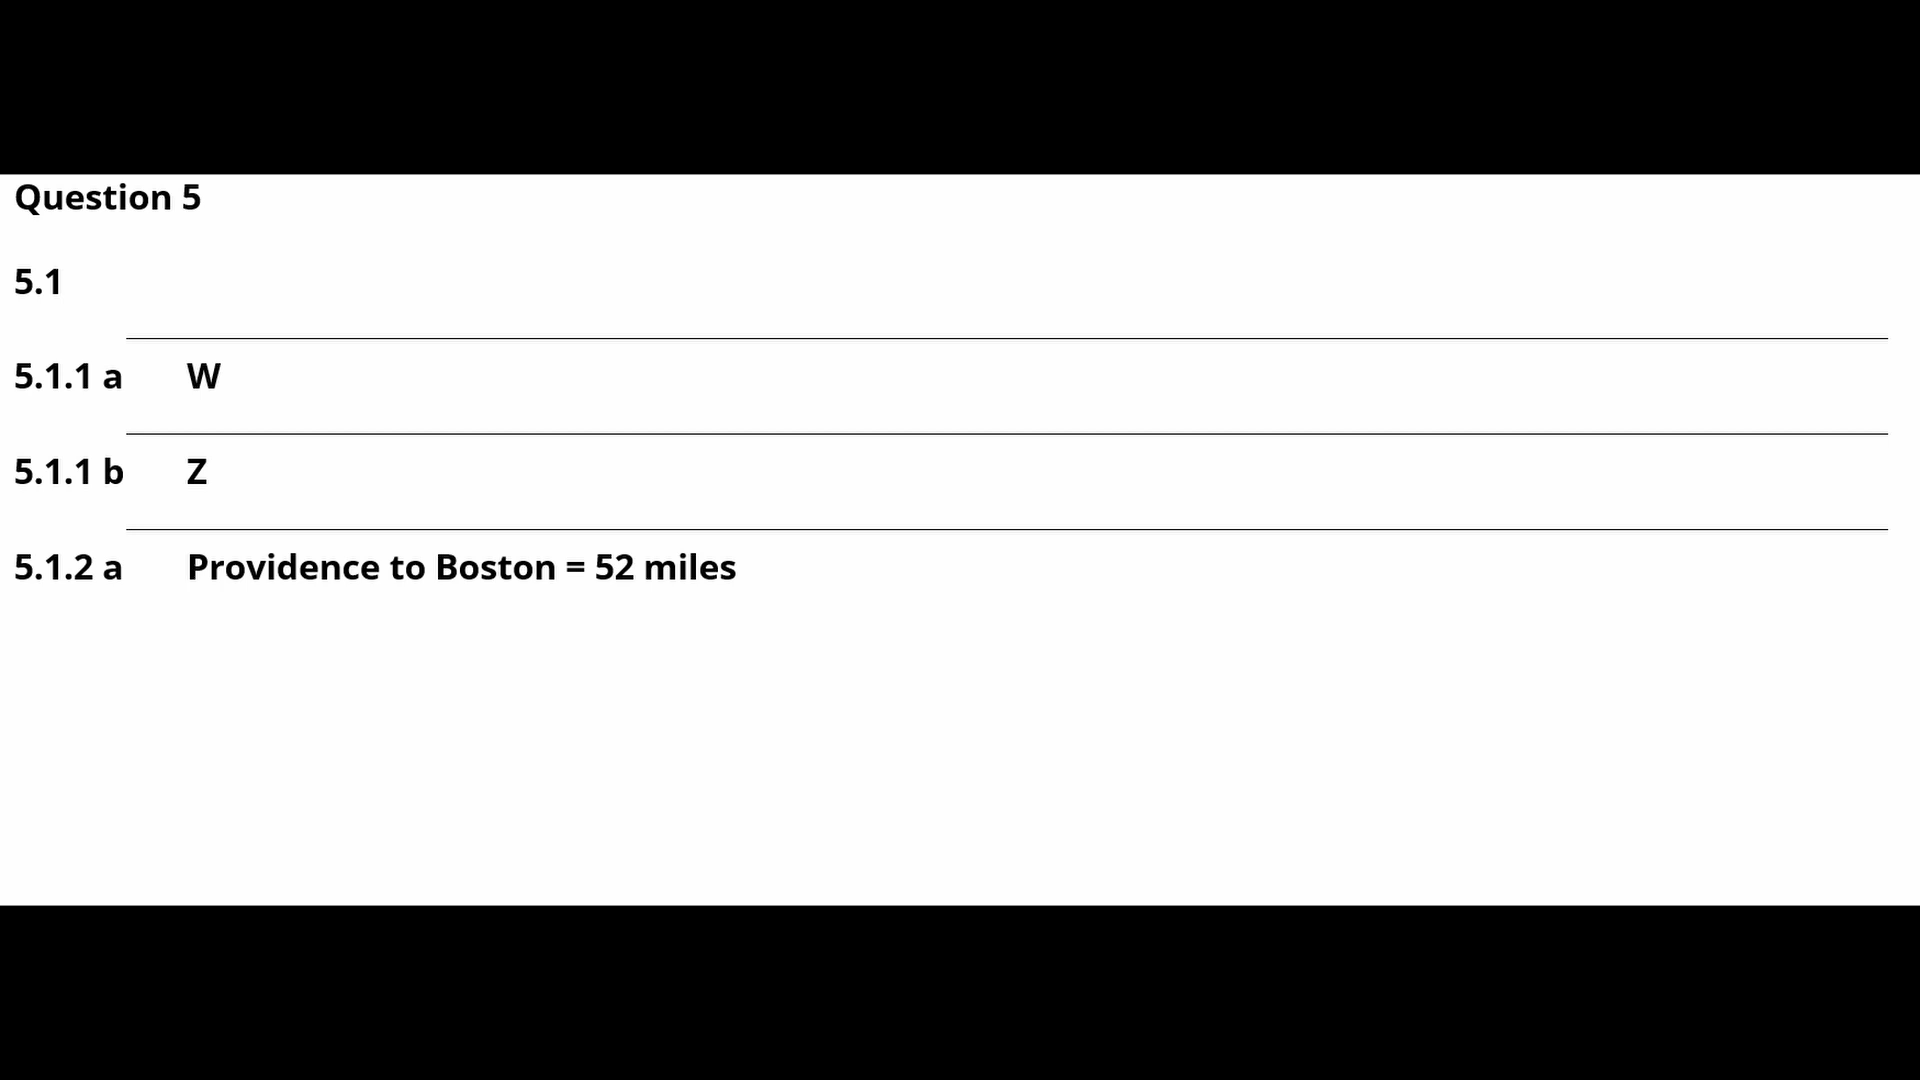 Question 5
5.1
5.1.1 a W
5.1.1 b Z
5.1.2 a Providence to Boston = 52 miles